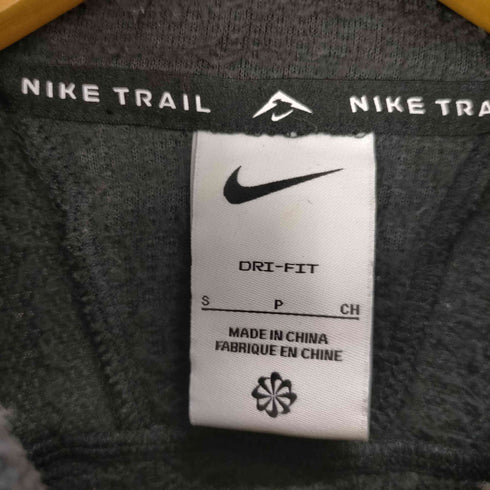 NIKE TRAIL NIKE TRA
DRI-FIT
S P CH
MADE IN CHINA
FABRIQUE EN CHINE